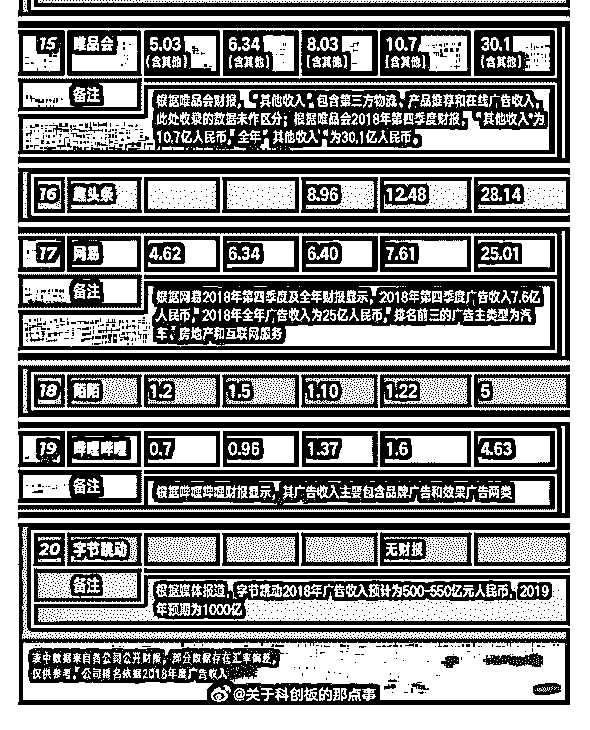 15 唯品会 5.03 6.34 8.03 10.7 30.1
(含其他) (含其他) (含其他) (含其他) (含其他)
备注 根据唯品会财报，“其他收入”包含第三方物流、产品推荐和在线广告收入，
此处收录的数据未作区分；根据唯品会2018年第四季度财报，“其他收入”为
10.7亿人民币，全年“其他收入”为30.1亿人民币。
16 趣头条 8.96 12.48 28.14
17 网易 4.62 6.34 6.40 7.61 25.01
备注 根据网易2018年第四季度及全年财报显示，2018年第四季度广告收入7.6亿
人民币，2018年全年广告收入为25亿人民币，排名前三的广告主类型为汽
车、房地产和互联网服务
18 陌陌 1.2 1.5 1.10 1.22 5
19 哔哩哔哩 0.7 0.96 1.37 1.6 4.63
备注 根据哔哩哔哩财报显示，其广告收入主要包含品牌广告和效果广告两类
20 字节跳动 无财报
备注 根据媒体报道，字节跳动2018年广告收入预计为500-550亿元人民币，2019
年预期为1000亿
表中数据来自各公司公开财报，部分数据存在汇率偏差，
仅供参考，公司排名依据2018年度广告收入
@关于科创板的那点事